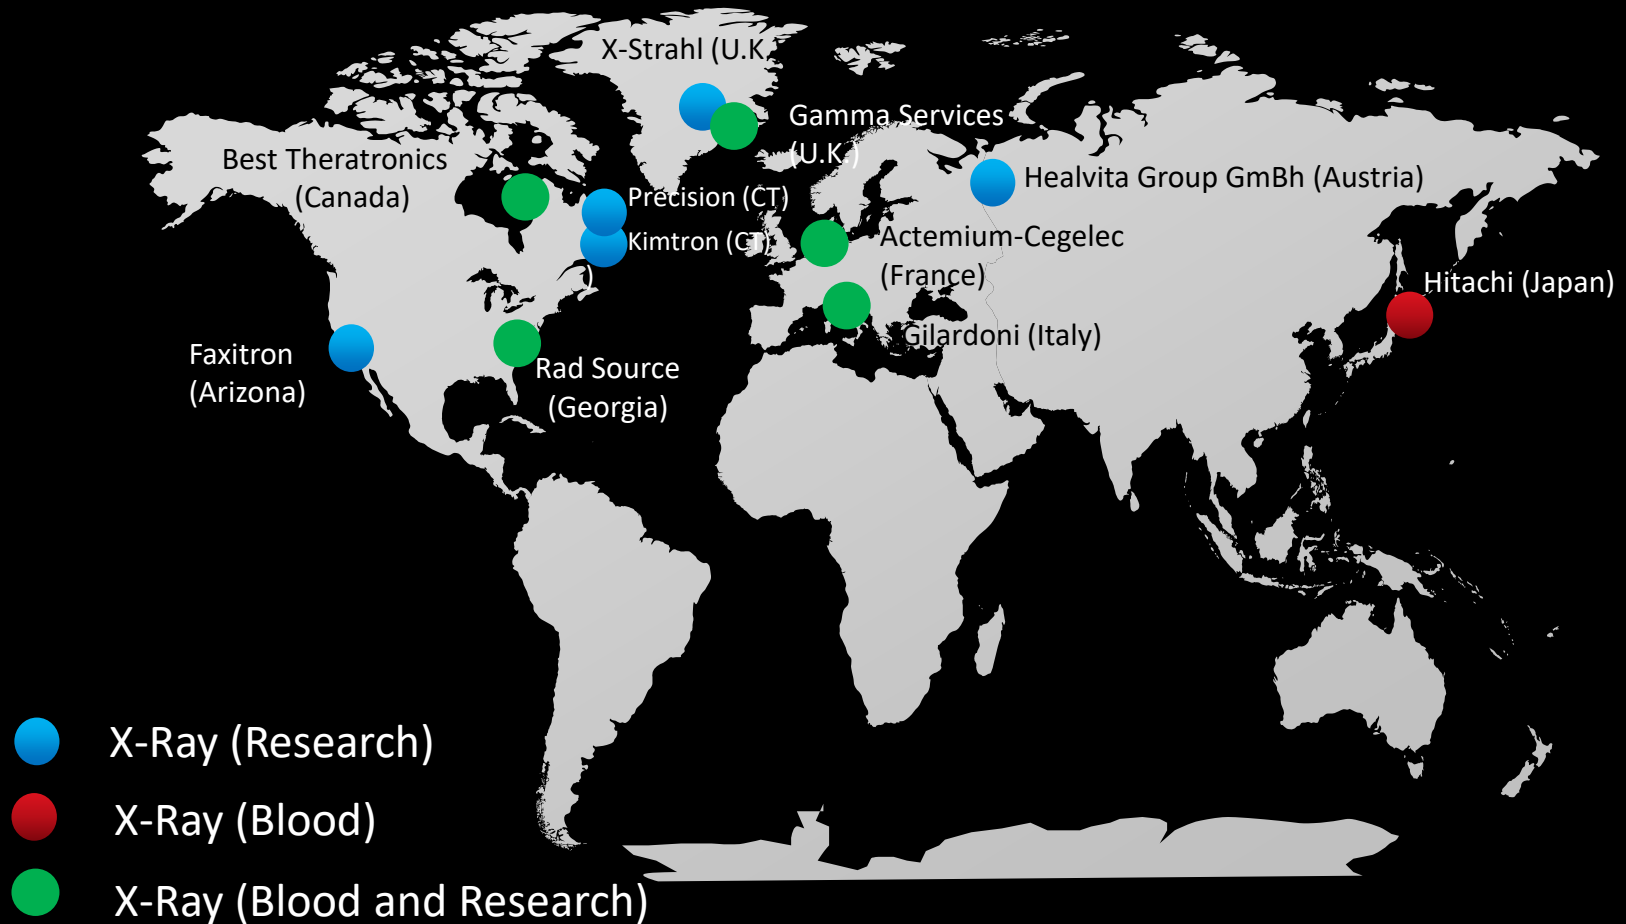 X-Strahl (U.K.
Gamma Services
(U.K.)
Best Theratronics
(Canada)
Precision (CT)
Kimtron (CT)
)
Healvita Group GmBh (Austria)
Actemium-Cegelec
(France)
Hitachi (Japan)
Gilardoni (Italy)
Faxitron
(Arizona)
Rad Source
(Georgia)
X-Ray (Research)
X-Ray (Blood)
X-Ray (Blood and Research)